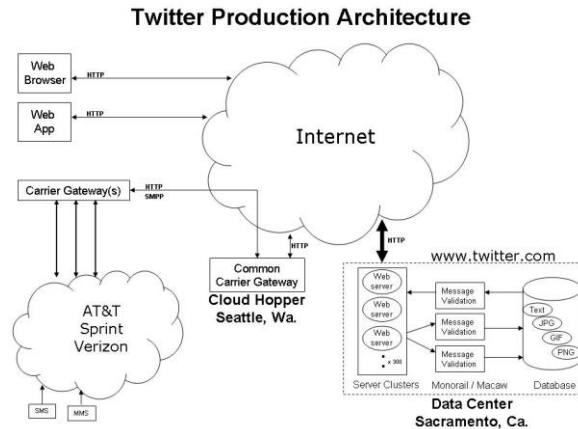 Twitter Production Architecture
Web
Browser
HTTP
Web
App
HTTP
Internet
Carrier Gateway(s)
HTTP
SMPP
HTTP
HTTP
Common
Carrier Gateway
Cloud Hopper
Seattle, Wa.
AT&T
Sprint
Verizon
SMS
MMS
www.twitter.com
Web
server
Web
server
Web
server
x 300
Message
Validation
Message
Validation
Message
Validation
Text
JPG
GIF
PNG
Server Clusters
Monorail / Macaw
Database
Data Center
Sacramento, Ca.